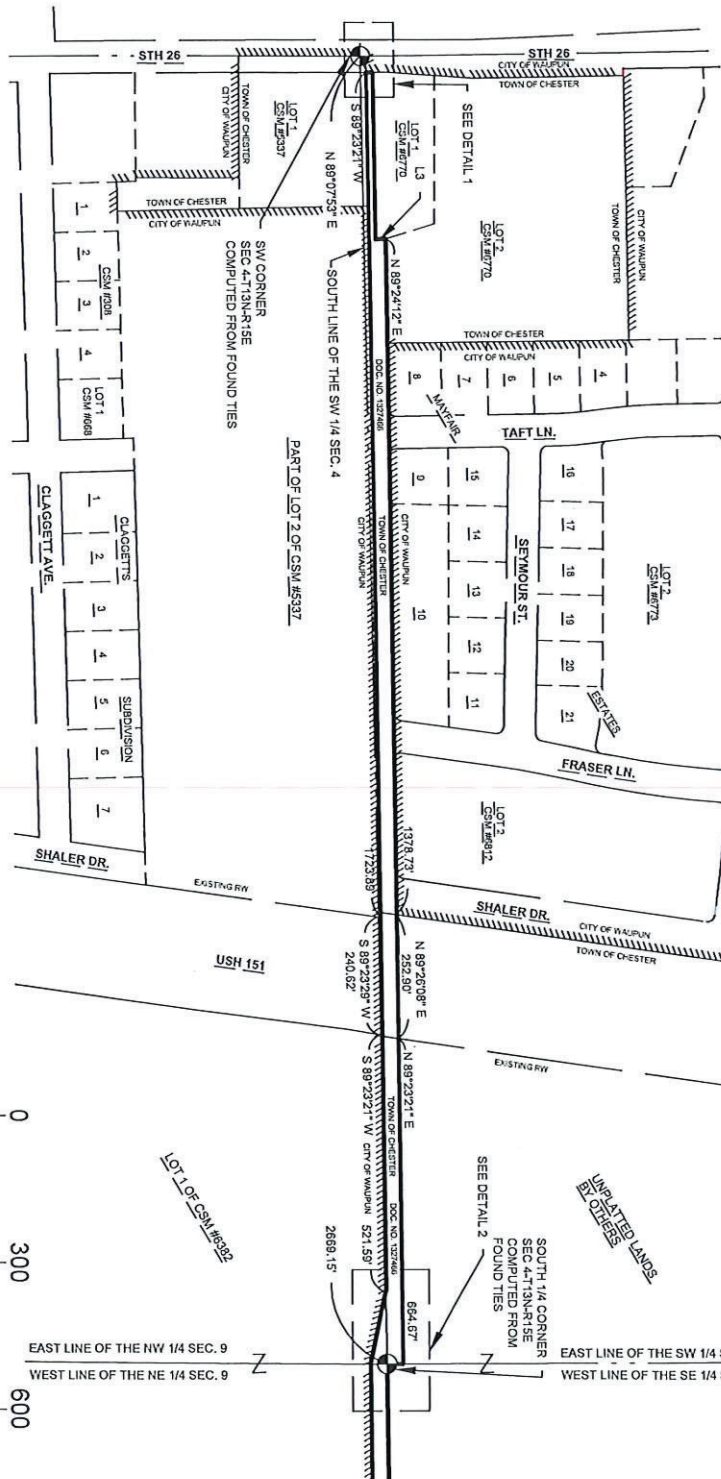 STH 26
STH 26
CITY OF WAUPUN
TOWN OF CHESTER
CITY OF WAUPUN
TOWN OF CHESTER
TOWN OF CHESTER
CITY OF WAUPUN
LOT 1
CSM #5337
S 89°23'21" W
N 89°07'53" E
LOT 1
CSM #6770
L3
SEE DETAIL 1
LOT 2
CSM #6770
TOWN OF CHESTER
CITY OF WAUPUN
SW CORNER
SEC 4-T13N-R15E
COMPUTED FROM FOUND TIES
SOUTH LINE OF THE SW 1/4 SEC. 4
N 89°24'12" E
TOWN OF CHESTER
CITY OF WAUPUN
1
2
3
CSM #308
4
LOT 1
CSM #668
8
7
6
5
4
MAYFAIR
TAFT LN.
DOC. NO. 1327466
PART OF LOT 2 OF CSM #5337
CITY OF WAUPUN
TOWN OF CHESTER
CITY OF WAUPUN
9
10
15
14
13
12
11
SEYMOUR ST.
16
17
18
19
20
21
ESTATES
LOT 2
CSM #6773
FRASER LN.
CLAGGETT AVE.
CLAGGETTS
SUBDIVISION
1
2
3
4
5
6
7
LOT 2
CSM #6812
1378.73'
1723.89'
SHALER DR.
SHALER DR.
CITY OF WAUPUN
TOWN OF CHESTER
EXISTING RW
USH 151
N 89°26'08" E
252.90'
S 89°23'29" W
240.62'
EXISTING RW
N 89°23'21" E
S 89°23'21" W
TOWN OF CHESTER
CITY OF WAUPUN
DOC. NO. 1327466
521.59'
2669.15'
664.67'
LOT 1 OF CSM #6382
UNPLATTED LANDS
BY OTHERS
SEE DETAIL 2
SOUTH 1/4 CORNER
SEC 4-T13N-R15E
COMPUTED FROM
FOUND TIES
0
300
600
EAST LINE OF THE NW 1/4 SEC. 9
WEST LINE OF THE NE 1/4 SEC. 9
EAST LINE OF THE SW 1/4
WEST LINE OF THE SE 1/4